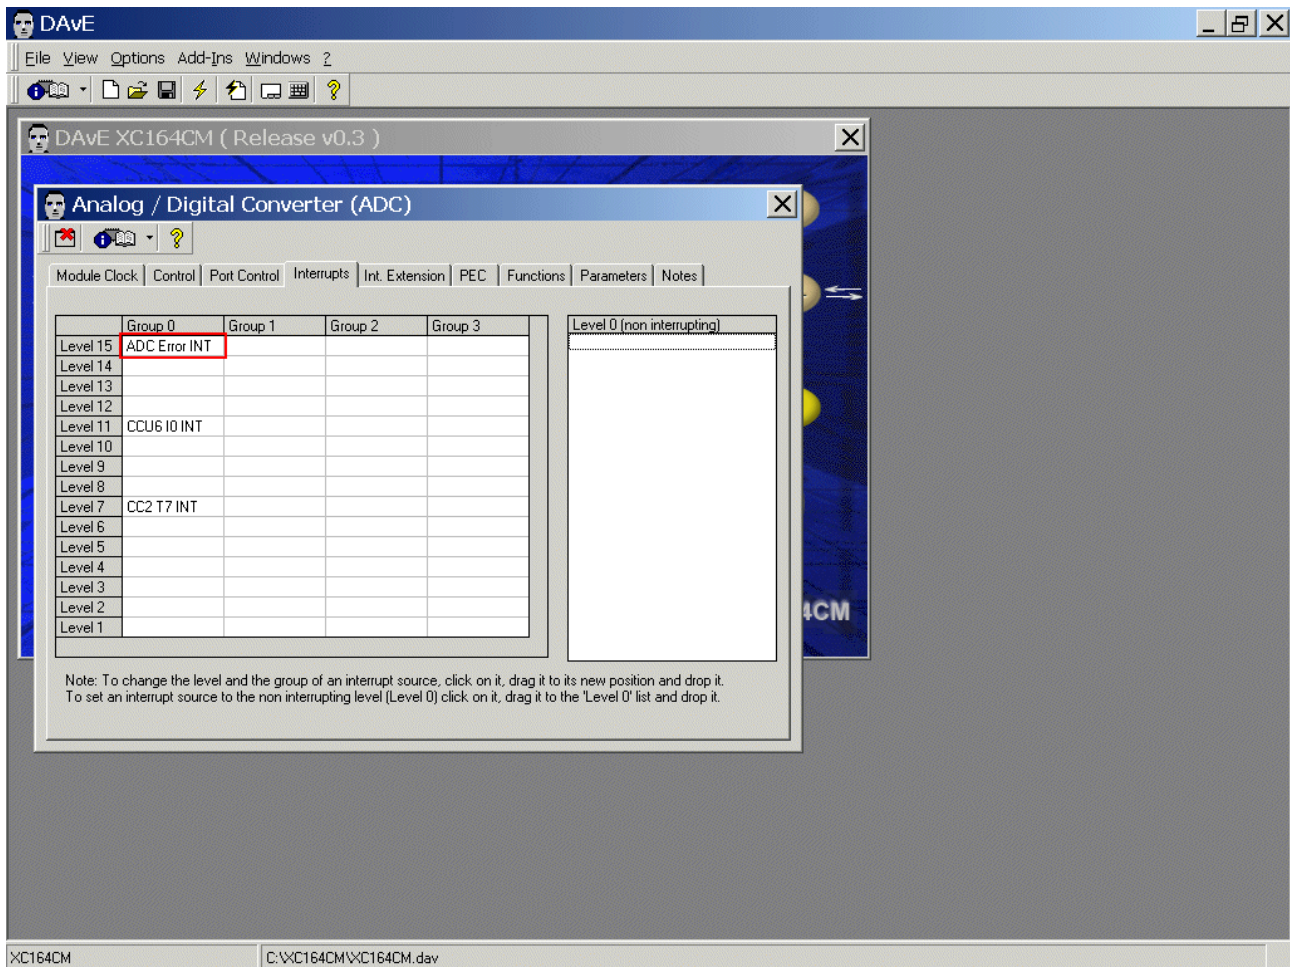 DAvE
File View Options Add-Ins Windows ?
DAvE XC164CM ( Release v0.3 )
Analog / Digital Converter (ADC)
Module Clock Control Port Control Interrupts Int. Extension PEC Functions Parameters Notes
Group 0 Group 1 Group 2 Group 3 Level 0 (non interrupting)
Level 15 ADC Error INT
Level 14
Level 13
Level 12
Level 11 CCU6 I0 INT
Level 10
Level 9
Level 8
Level 7 CC2 T7 INT
Level 6
Level 5
Level 4
Level 3
Level 2
4CM
Level 1
Note: To change the level and the group of an interrupt source, click on it, drag it to its new position and drop it.
To set an interrupt source to the non interrupting level (Level 0) click on it, drag it to the 'Level 0' list and drop it.
XC164CM C:\XC164CM\XC164CM.dav